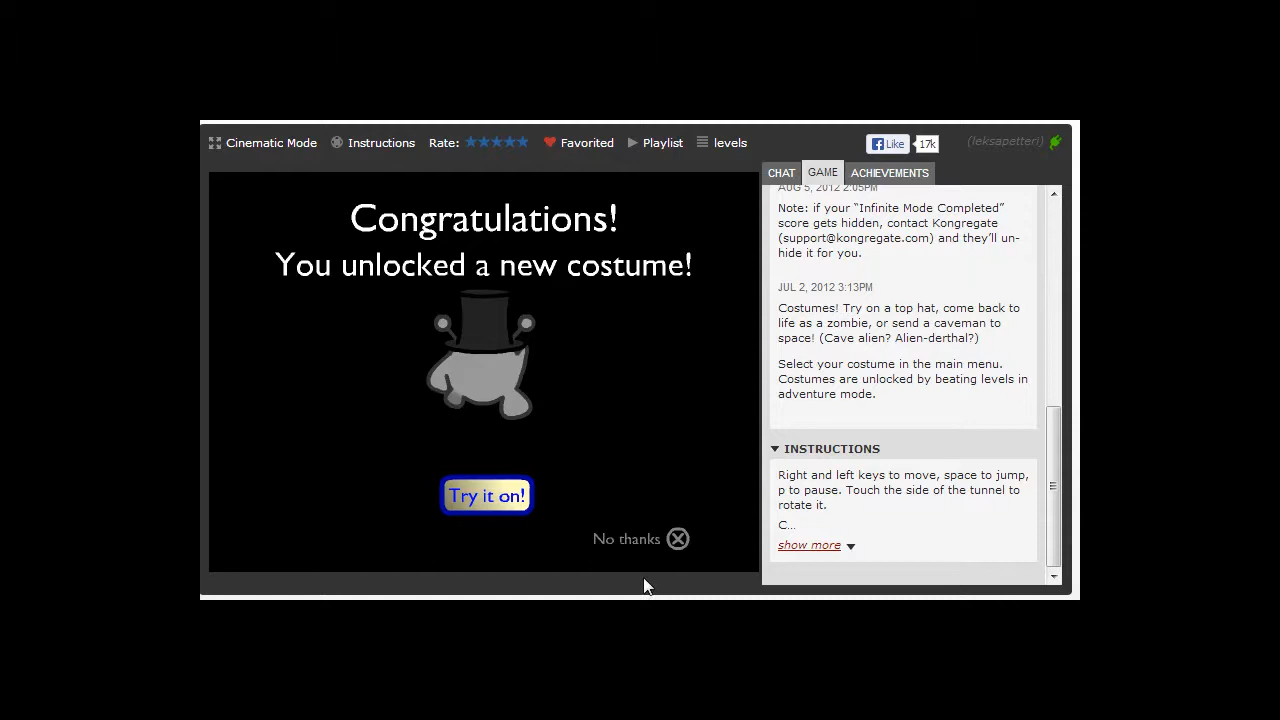 Cinematic Mode Instructions Rate: Favorited Playlist levels Like 17k (leksapetteri)
CHAT GAME ACHIEVEMENTS
Congratulations!
You unlocked a new costume!
Try it on!
No thanks
AUG 5, 2012 2:05PM
Note: if your “Infinite Mode Completed”
score gets hidden, contact Kongregate
(support@kongregate.com) and they’ll un-
hide it for you.
JUL 2, 2012 3:13PM
Costumes! Try on a top hat, come back to
life as a zombie, or send a caveman to
space! (Cave alien? Alien-derthal?)
Select your costume in the main menu.
Costumes are unlocked by beating levels in
adventure mode.
INSTRUCTIONS
Right and left keys to move, space to jump,
p to pause. Touch the side of the tunnel to
rotate it.
C...
show more